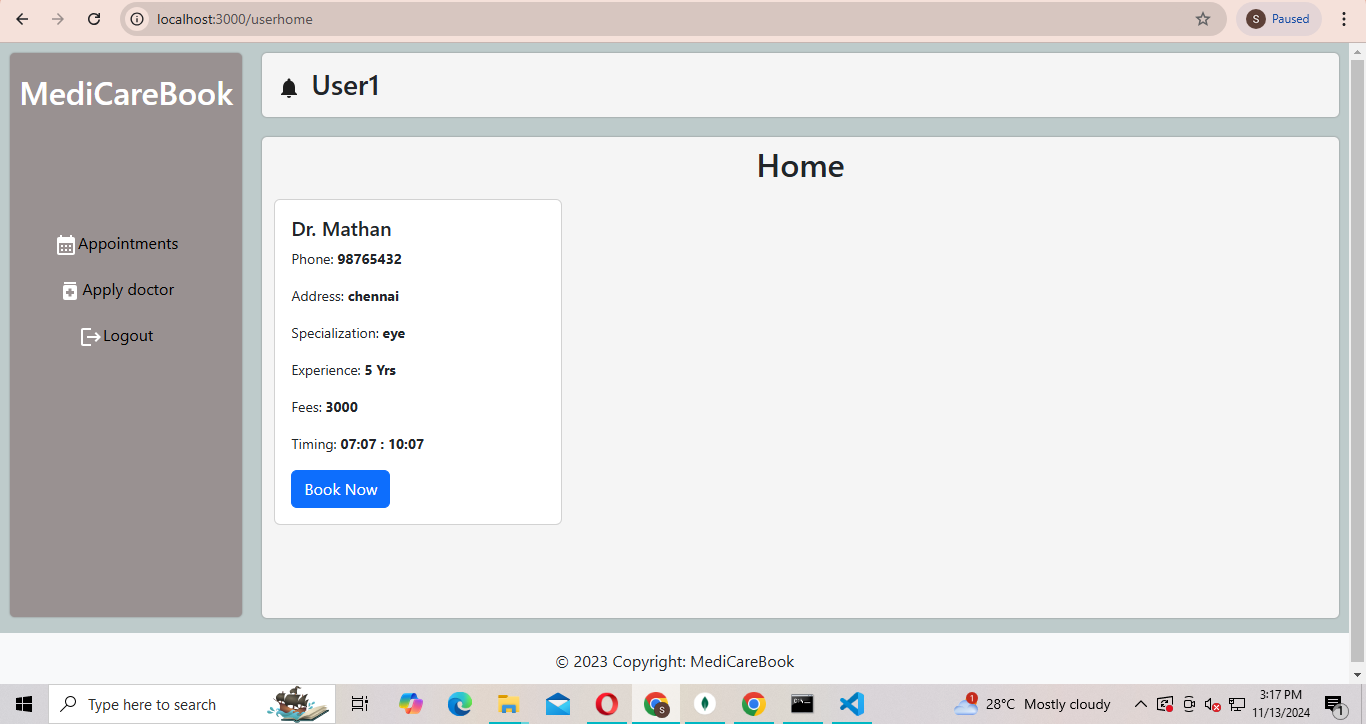 localhost:3000/userhome
S Paused
MediCareBook
User1
Home
Appointments
Apply doctor
Logout
Dr. Mathan
Phone: 98765432
Address: chennai
Specialization: eye
Experience: 5 Yrs
Fees: 3000
Timing: 07:07 : 10:07
Book Now
© 2023 Copyright: MediCareBook
Type here to search
S
1
28°C Mostly cloudy
3:17 PM
11/13/2024
1